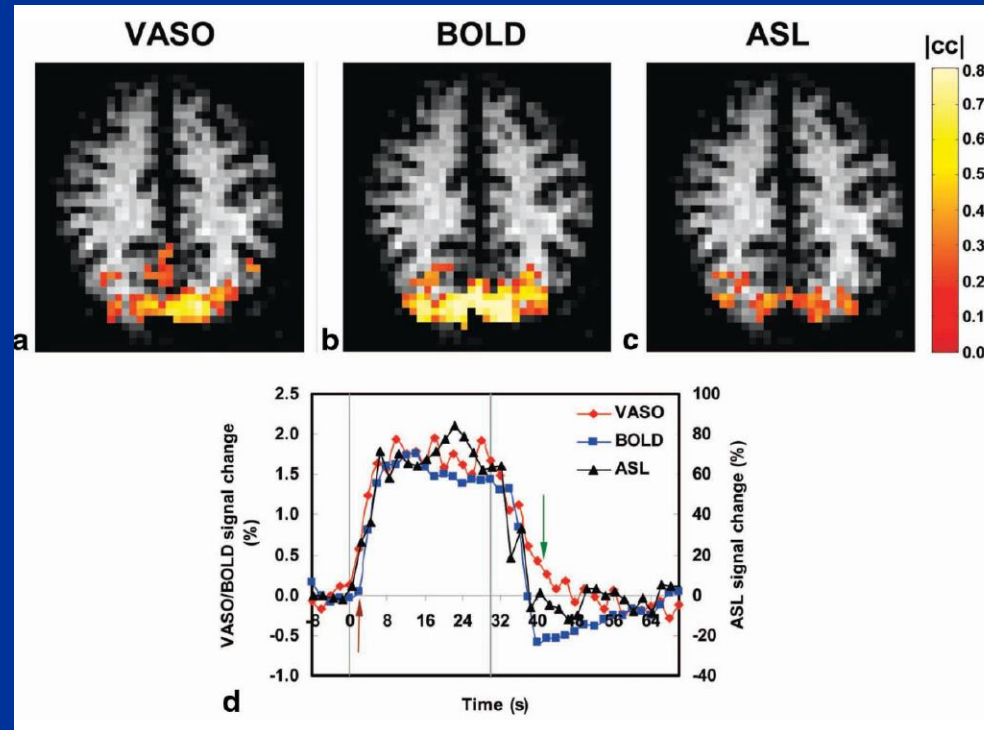 VASO BOLD ASL
|cc|
0.8
0.7
0.6
0.5
0.4
0.3
0.2
0.1
0.0
a b c
2.5
2.0
1.5
1.0
0.5
0.0
-0.5
-1.0
VASO/BOLD signal change
(%)
VASO
BOLD
ASL
100
80
60
40
20
0
-20
-40
ASL signal change (%)
-8 0 8 16 24 32 40 48 56 64
d
Time (s)